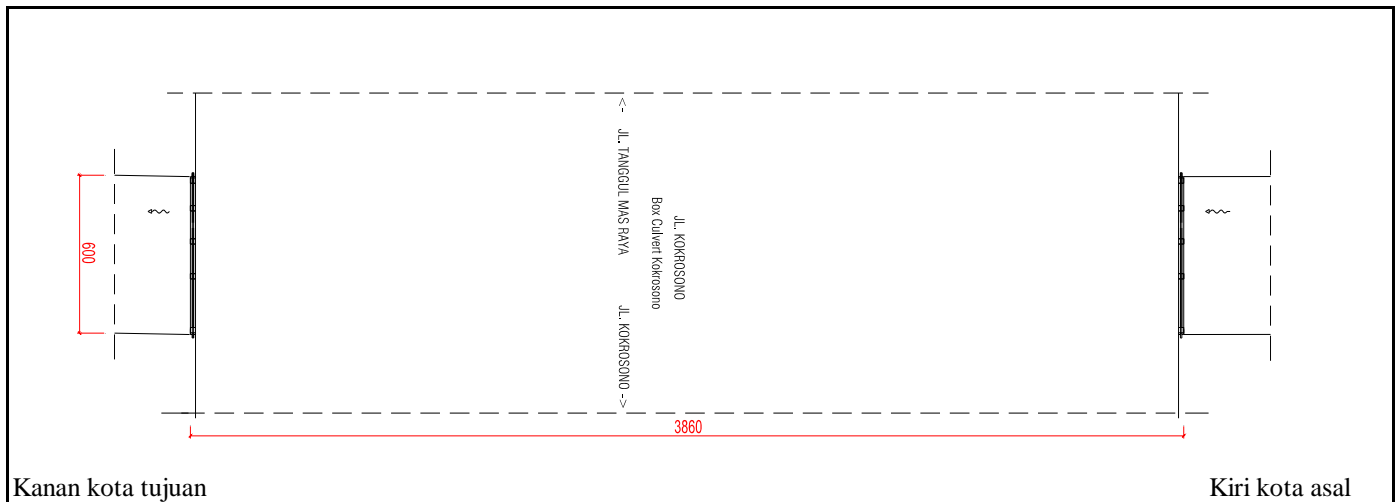 JL. KOKROSONO
Box Culvert Kokrosono
<- JL. TANGGUL MAS RAYA JL. KOKROSONO ->
600
3860
Kanan kota tujuan
Kiri kota asal